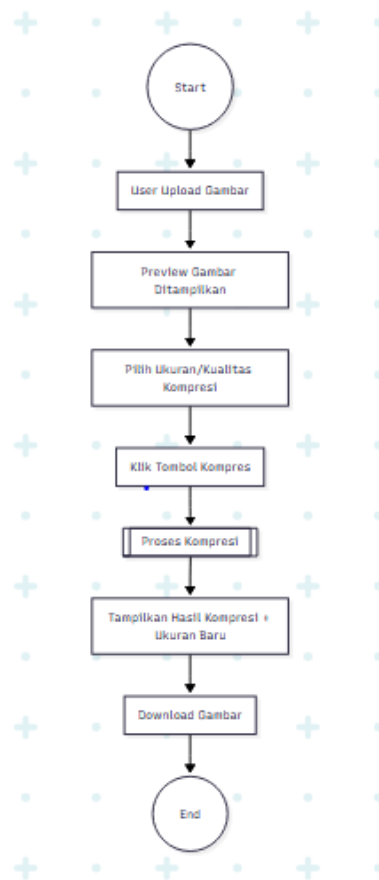 Start
User Upload Gambar
Preview Gambar
Ditampilkan
Pilih Ukuran/Kualitas
Kompresi
Klik Tombol Kompres
Proses Kompresi
Tampilkan Hasil Kompresi +
Ukuran Baru
Download Gambar
End